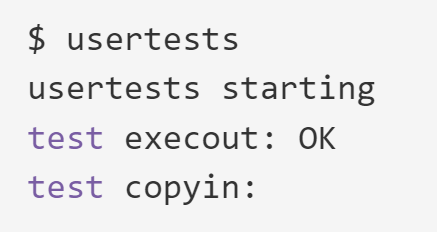 $ usertests
usertests starting
test execout: OK
test copyin: